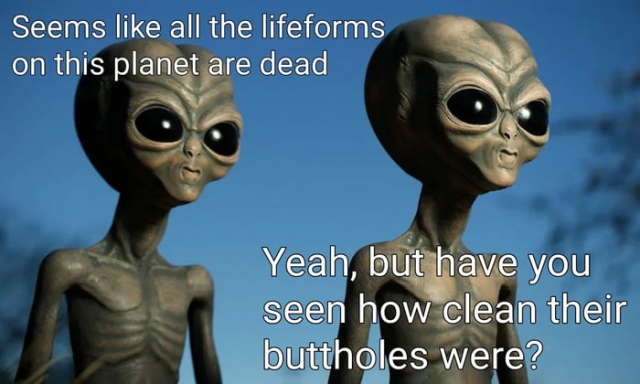 Seems like all the lifeforms
on this planet are dead
Yeah, but have you
seen how clean their
buttholes were?